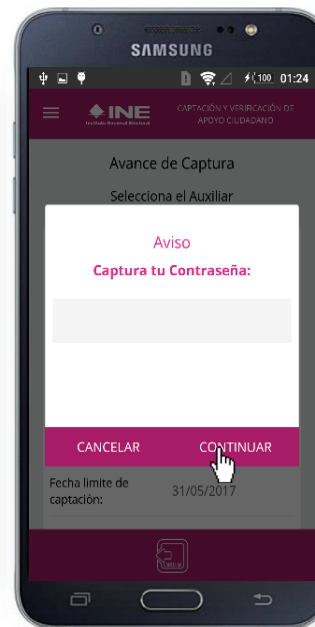 SAMSUNG
100 01:24
INE
Instituto Nacional Electoral
CAPTACIÓN Y VERIFICACIÓN DE
APOYO CIUDADANO
Avance de Captura
Selecciona el Auxiliar
Aviso
Captura tu Contraseña:
CANCELAR CONTINUAR
Fecha limite de
captación:
31/05/2017